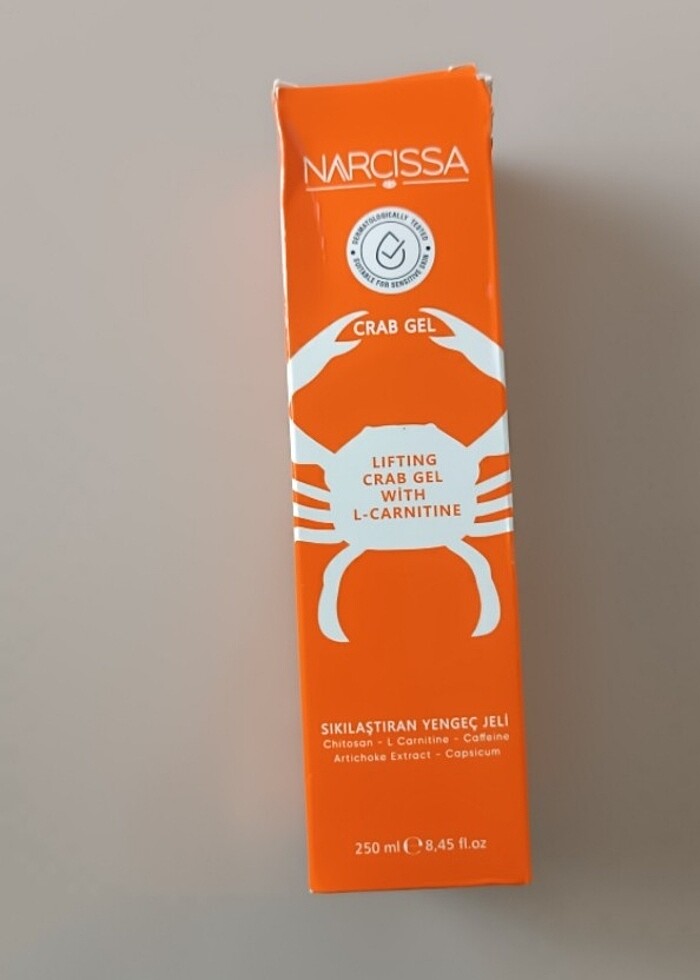 NARCISSA
DERMATOLOGICALLY TESTED
SUITABLE FOR SENSITIVE SKIN
CRAB GEL
LIFTING
CRAB GEL
WİTH
L-CARNITINE
SIKILAŞTIRAN YENGEÇ JELİ
Chitosan - L Carnitine - Caffeine
Artichoke Extract - Capsicum
250 ml ℮ 8,45 fl.oz